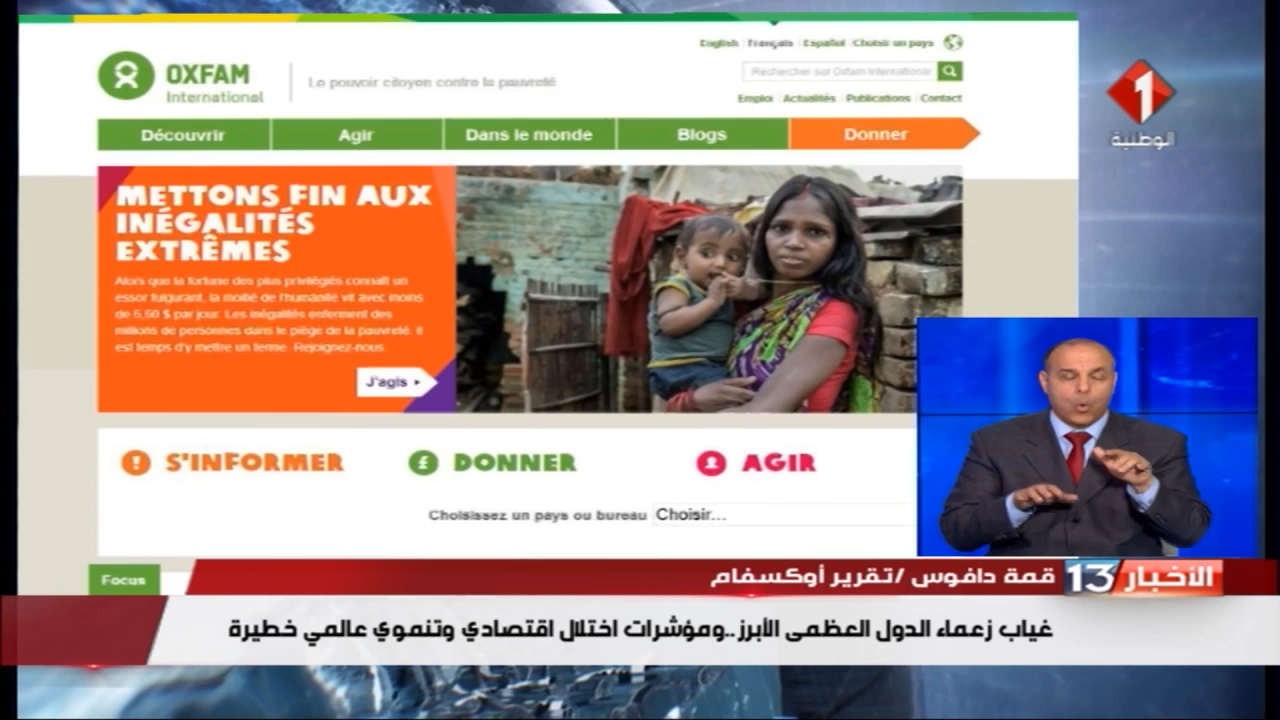 English Français Español Choisir un pays
OXFAM
International
Le pouvoir citoyen contre la pauvreté
Rechercher sur Oxfam International
Emploi Actualités Publications Contact
1
الوطنية
Découvrir
Agir
Dans le monde
Blogs
Donner
METTONS FIN AUX
INÉGALITÉS
EXTRÊMES
Alors que la fortune des plus privilégiés connaît un
essor fulgurant, la moitié de l'humanité vit avec moins
de 5,50 $ par jour. Les inégalités enferment des
millions de personnes dans le piège de la pauvreté. Il
est temps d'y mettre un terme. Rejoignez-nous.
J'agis
S'INFORMER
DONNER
AGIR
Choisissez un pays ou bureau Choisir...
Focus
الأخبار 13
قمة دافوس /تقرير أوكسفام
غياب زعماء الدول العظمى الأبرز ..ومؤشرات اختلال اقتصادي وتنموي عالمي خطيرة